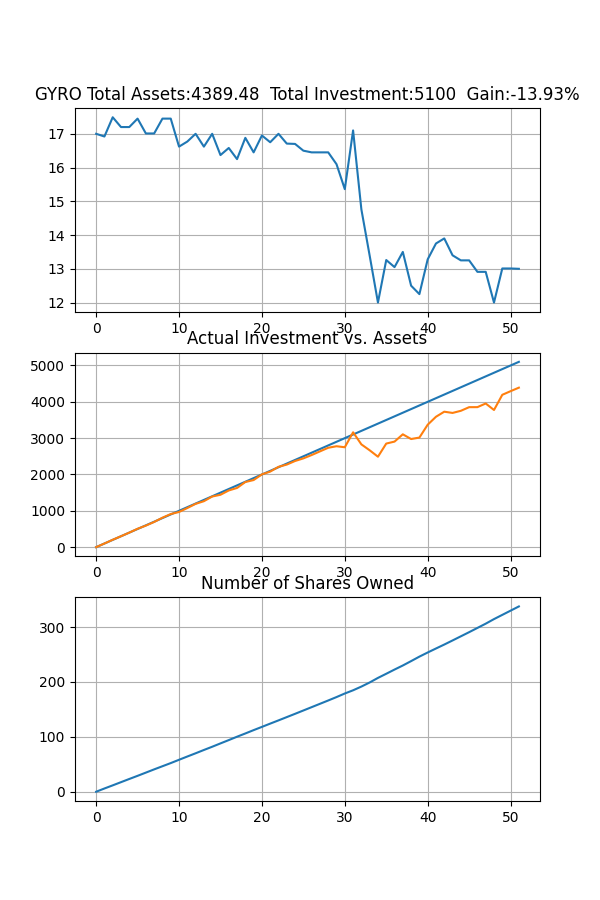 GYRO Total Assets:4389.48  Total Investment:5100  Gain:-13.93%
17
16
15
14
13
12
0 10 20 30 40 50
Actual Investment vs. Assets
5000
4000
3000
2000
1000
0
0 10 20 30 40 50
Number of Shares Owned
300
200
100
0
0 10 20 30 40 50